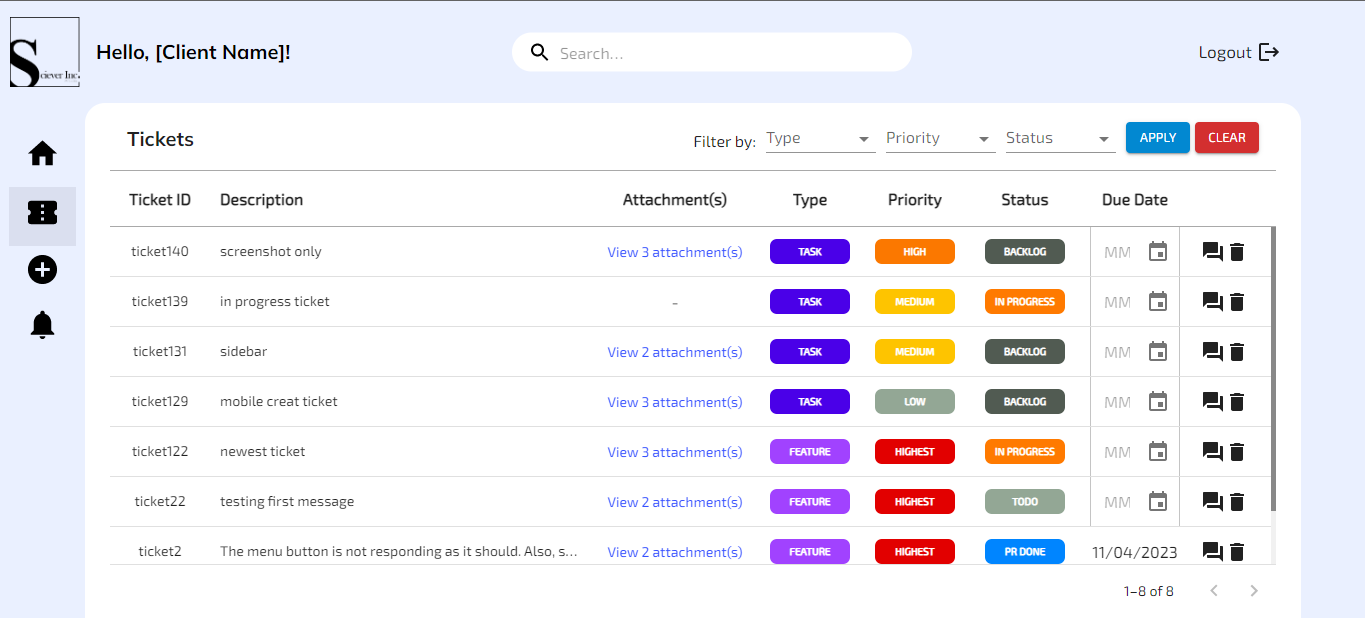 Sciever Inc.
Hello, [Client Name]!
Search...
Logout
Tickets
Filter by: Type Priority Status APPLY CLEAR
Ticket ID Description Attachment(s) Type Priority Status Due Date
ticket140 screenshot only View 3 attachment(s) TASK HIGH BACKLOG MM
ticket139 in progress ticket - TASK MEDIUM IN PROGRESS MM
ticket131 sidebar View 2 attachment(s) TASK MEDIUM BACKLOG MM
ticket129 mobile creat ticket View 3 attachment(s) TASK LOW BACKLOG MM
ticket122 newest ticket View 3 attachment(s) FEATURE HIGHEST IN PROGRESS MM
ticket22 testing first message View 2 attachment(s) FEATURE HIGHEST TODO MM
ticket2 The menu button is not responding as it should. Also, s... View 2 attachment(s) FEATURE HIGHEST PR DONE 11/04/2023
1–8 of 8